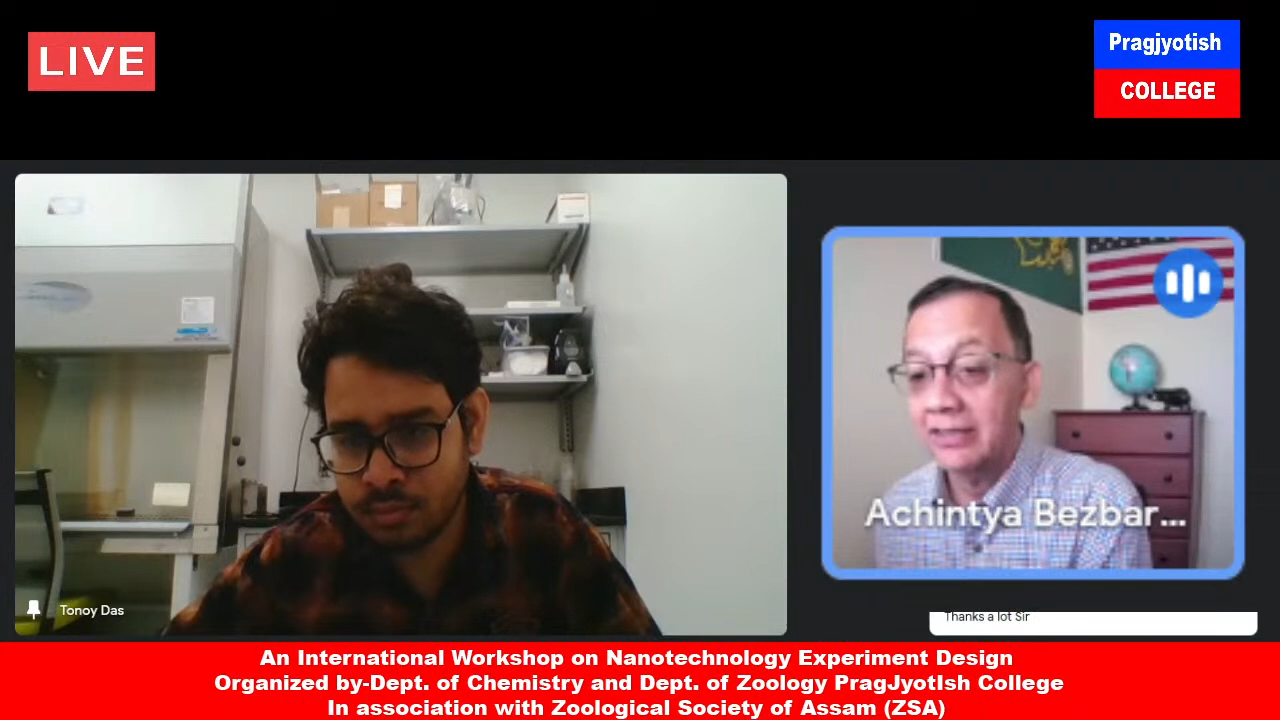 LIVE
Pragjyotish
COLLEGE
Achintya Bezbar...
Tonoy Das
Thanks a lot Sir
An International Workshop on Nanotechnology Experiment Design
Organized by-Dept. of Chemistry and Dept. of Zoology PragJyotIsh College
In association with Zoological Society of Assam (ZSA)